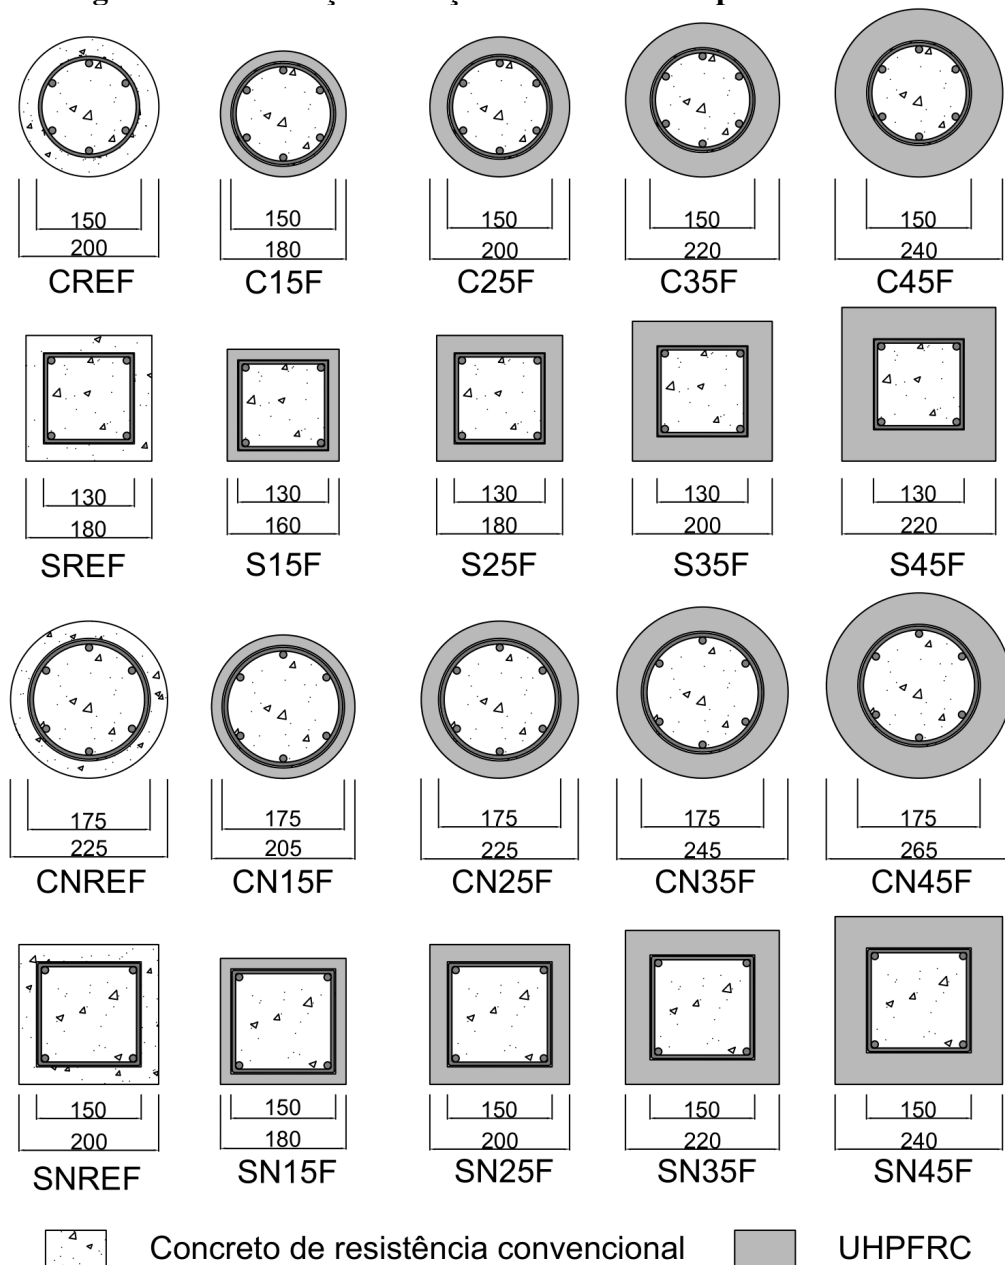 150 150 150 150 150
200 180 200 220 240
CREF C15F C25F C35F C45F
130 130 130 130 130
180 160 180 200 220
SREF S15F S25F S35F S45F
175 175 175 175 175
225 205 225 245 265
CNREF CN15F CN25F CN35F CN45F
150 150 150 150 150
200 180 200 220 240
SNREF SN15F SN25F SN35F SN45F
Concreto de resistência convencional UHPFRC